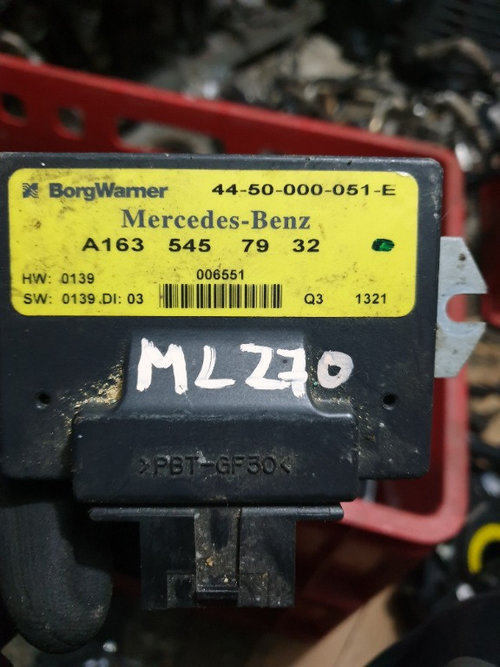 BorgWarner 44-50-000-051-E
Mercedes-Benz
A163 545 79 32
HW: 0139 006551
SW: 0139.DI: 03 Q3 1321
ML270
>PBT-GF50<